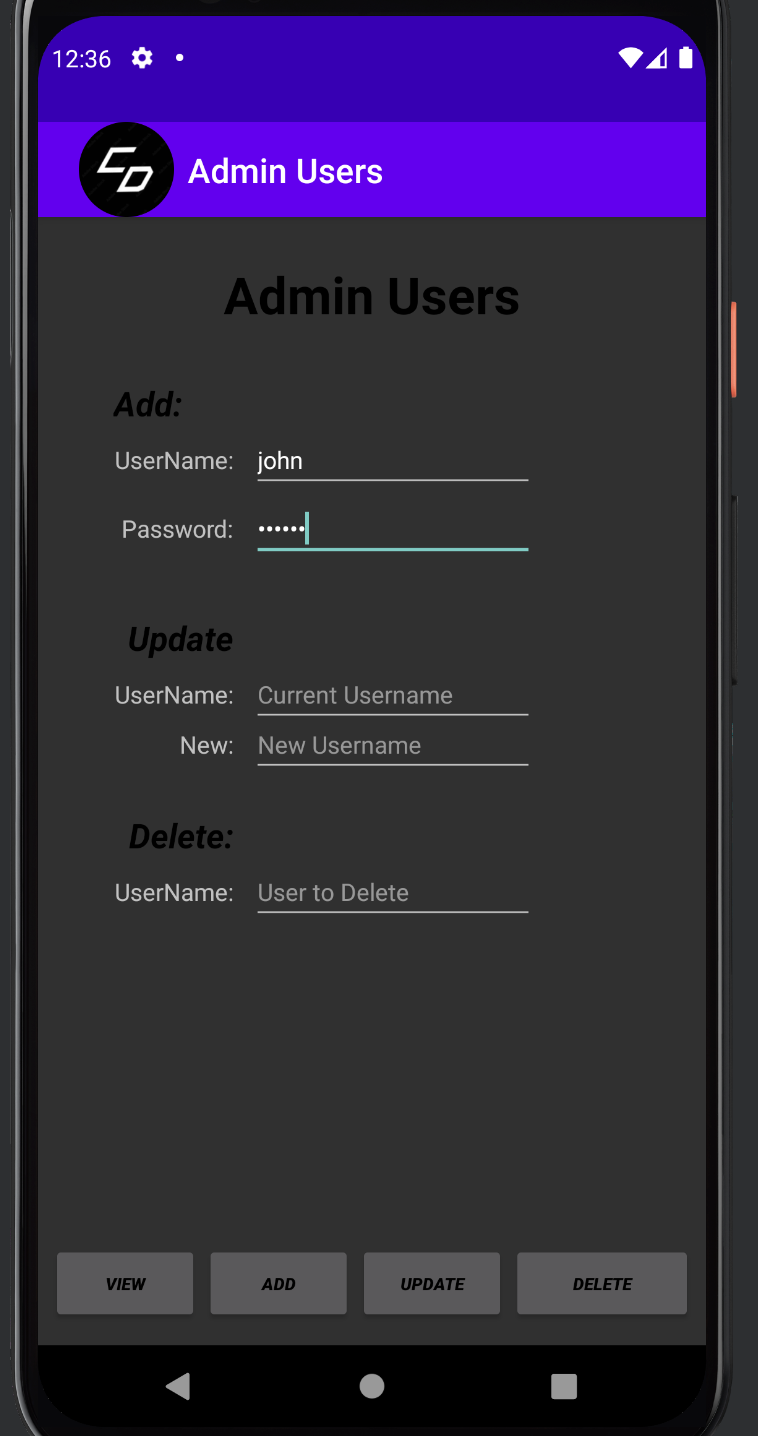 12:36
CD
Admin Users
Admin Users
Add:
UserName: john
Password: ••••••
Update
UserName: Current Username
New: New Username
Delete:
UserName: User to Delete
VIEW ADD UPDATE DELETE